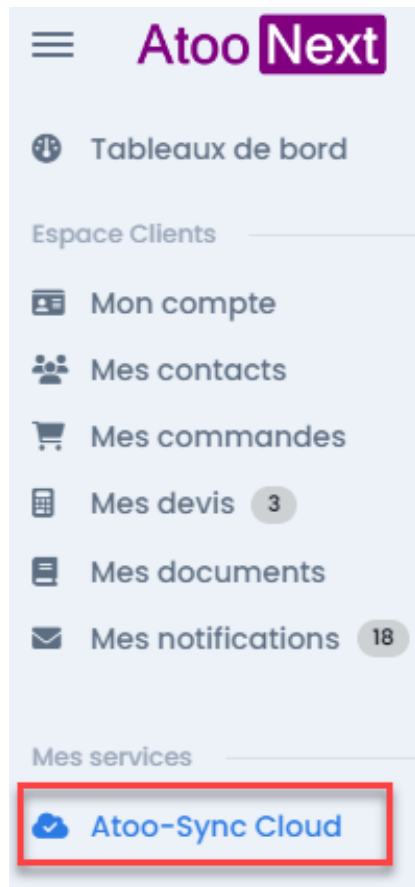 Atoo Next
Tableaux de bord
Espace Clients
Mon compte
Mes contacts
Mes commandes
Mes devis 3
Mes documents
Mes notifications 18
Mes services
Atoo-Sync Cloud